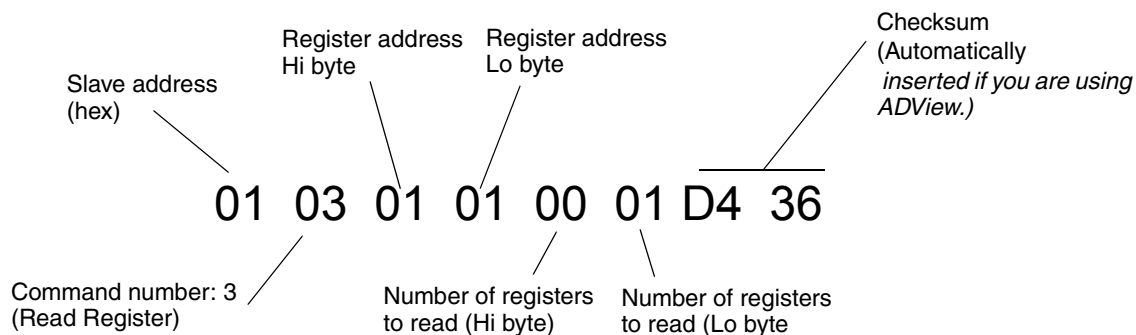 Checksum
(Automatically
inserted if you are using
ADView.)
Register address
Hi byte
Register address
Lo byte
Slave address
(hex)
01 03 01 01 00 01 D4 36
Command number: 3
(Read Register)
Number of registers
to read (Hi byte)
Number of registers
to read (Lo byte